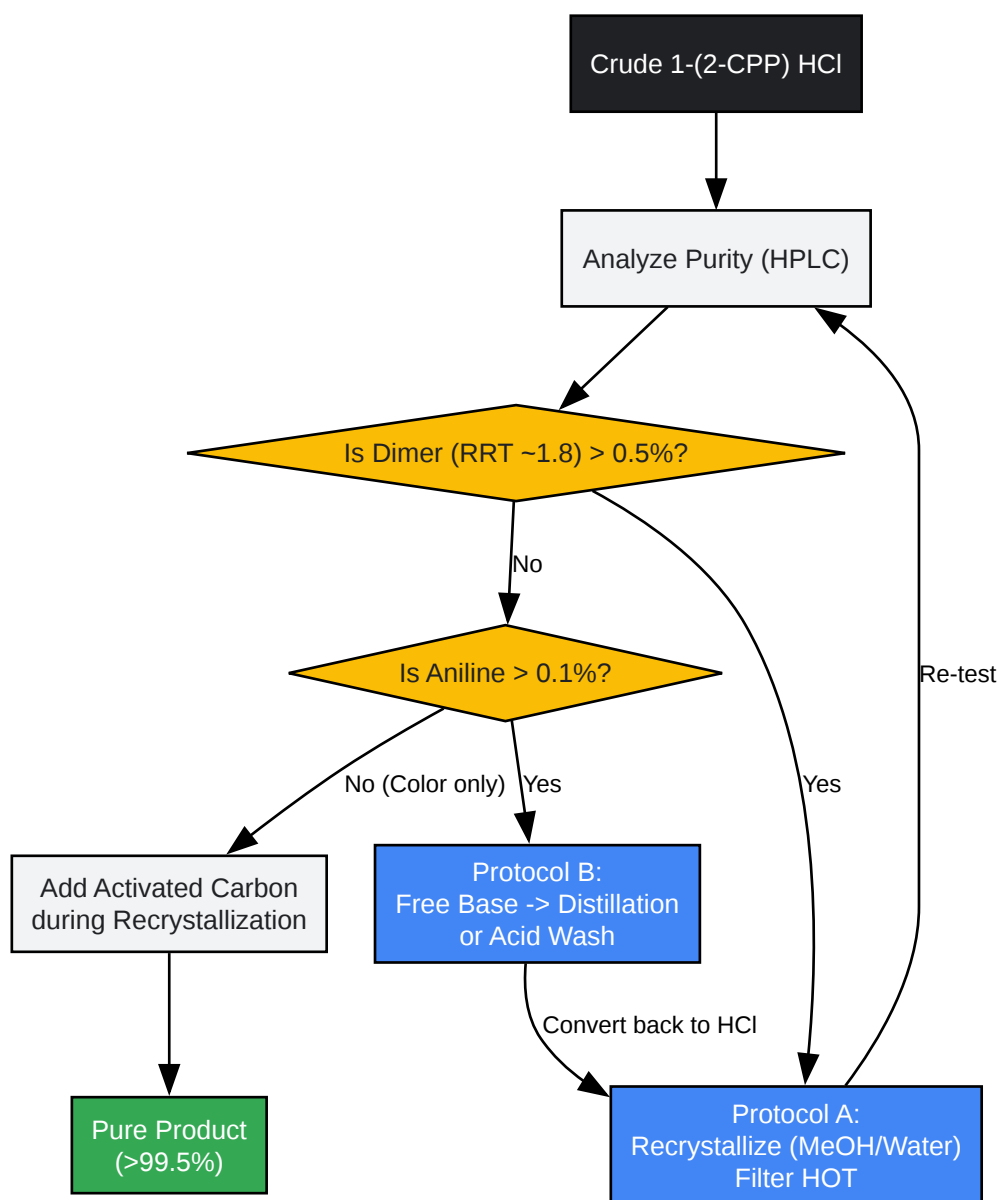 Crude 1-(2-CPP) HCl
Analyze Purity (HPLC)
Is Dimer (RRT ~1.8) > 0.5%?
No
Is Aniline > 0.1%?
Re-test
No (Color only)
Yes
Yes
Add Activated Carbon
during Recrystallization
Protocol B:
Free Base -> Distillation
or Acid Wash
Convert back to HCl
Pure Product
(>99.5%)
Protocol A:
Recrystallize (MeOH/Water)
Filter HOT